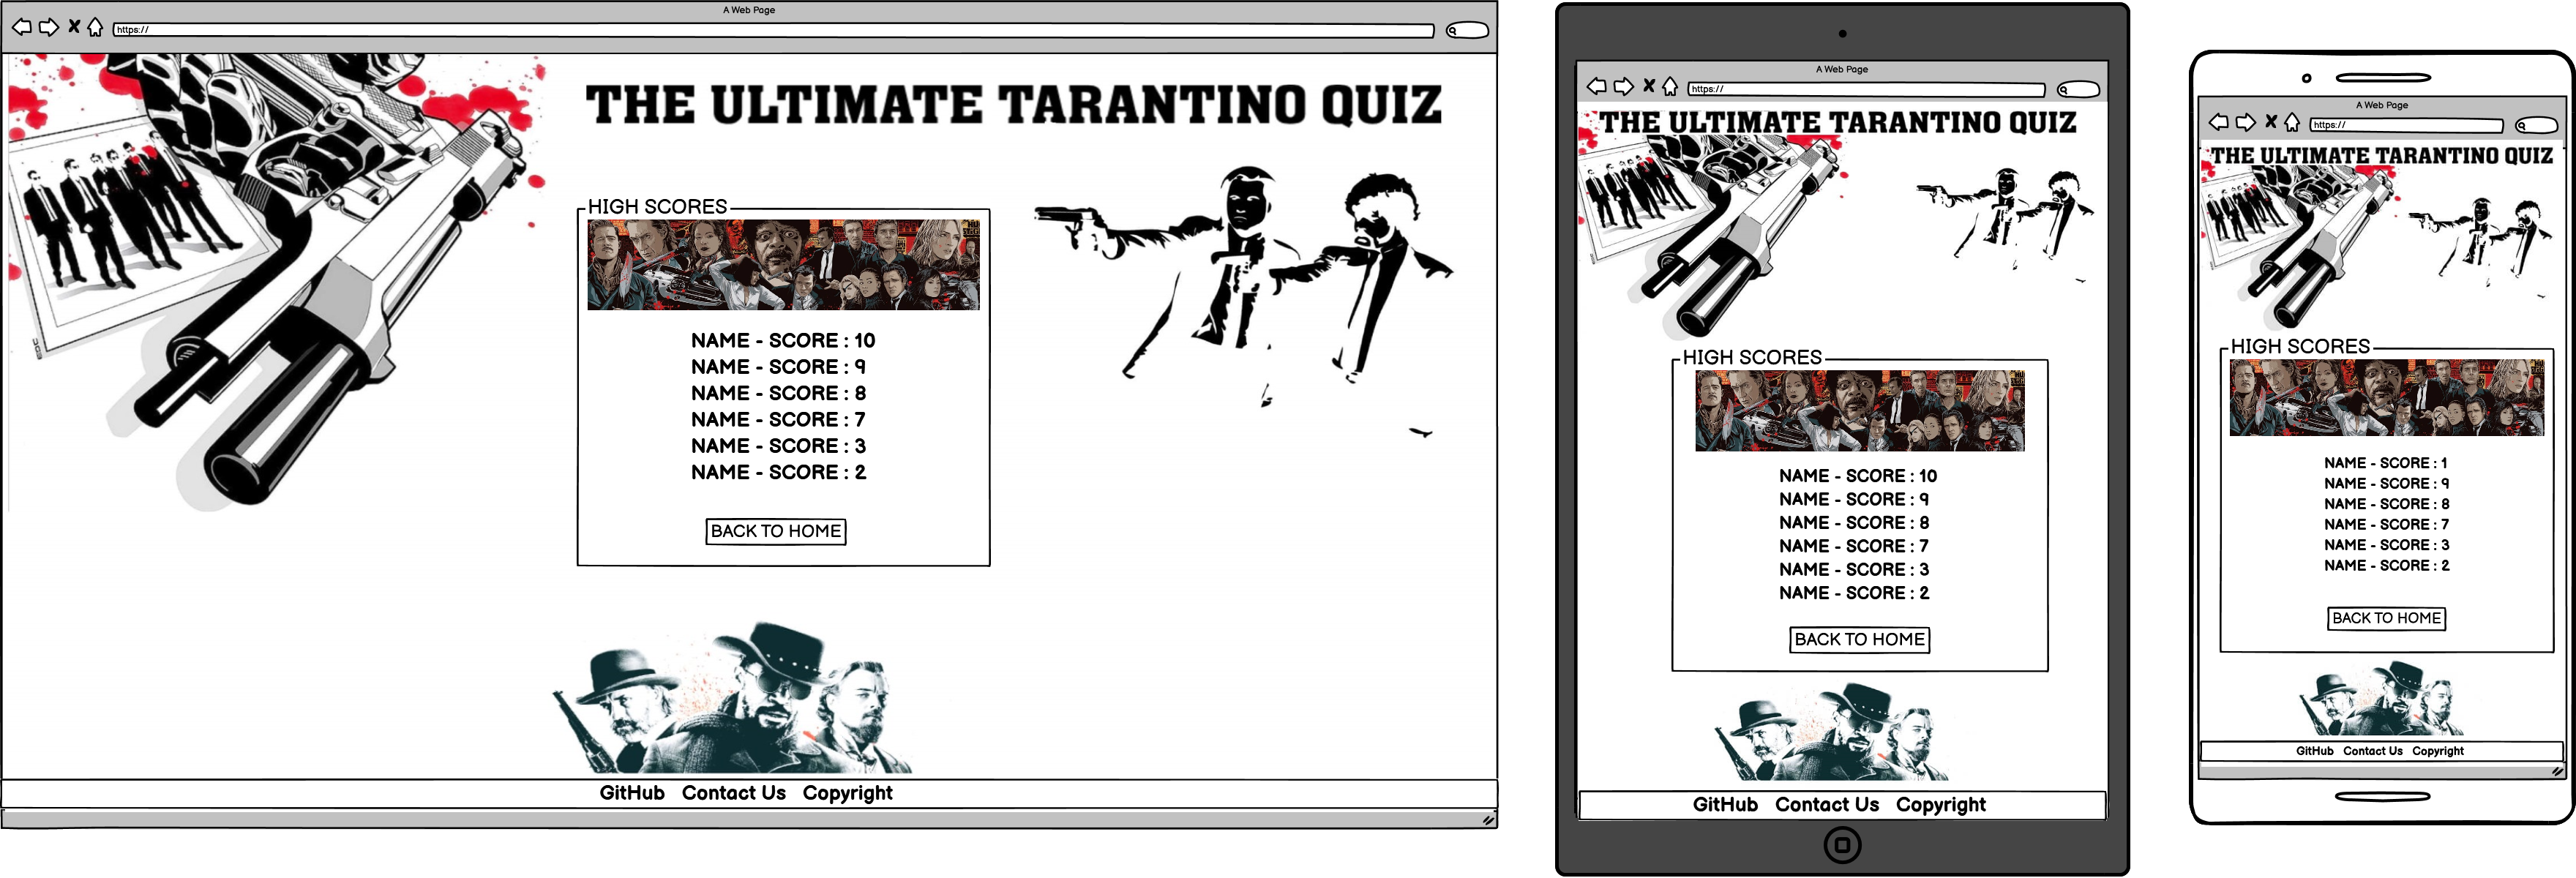 A Web Page
https://
THE ULTIMATE TARANTINO QUIZ
HIGH SCORES
NAME - SCORE : 10
NAME - SCORE : 9
NAME - SCORE : 8
NAME - SCORE : 7
NAME - SCORE : 3
NAME - SCORE : 2
BACK TO HOME
GitHub Contact Us Copyright
A Web Page
https://
THE ULTIMATE TARANTINO QUIZ
HIGH SCORES
NAME - SCORE : 10
NAME - SCORE : 9
NAME - SCORE : 8
NAME - SCORE : 7
NAME - SCORE : 3
NAME - SCORE : 2
BACK TO HOME
GitHub Contact Us Copyright
A Web Page
https://
THE ULTIMATE TARANTINO QUIZ
HIGH SCORES
NAME - SCORE : 1
NAME - SCORE : 9
NAME - SCORE : 8
NAME - SCORE : 7
NAME - SCORE : 3
NAME - SCORE : 2
BACK TO HOME
GitHub Contact Us Copyright